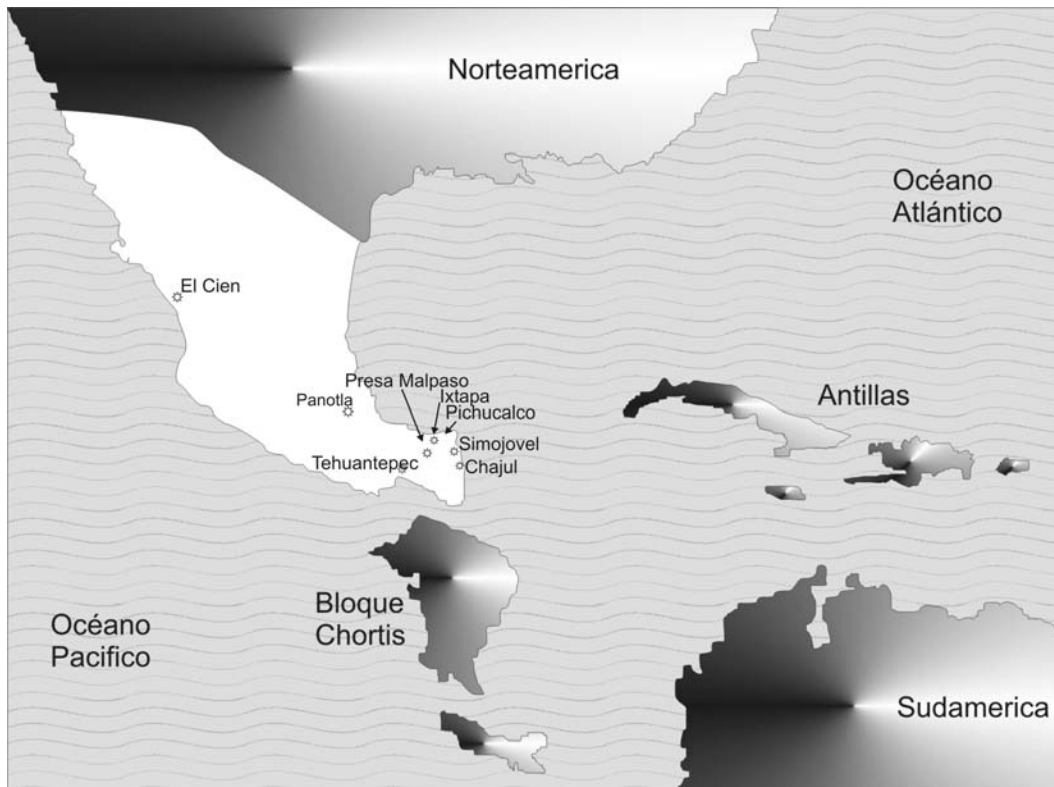 Norteamerica
Océano
Atlántico
El Cien
Presa Malpaso
Ixtapa
Panotla
Pichucalco
Antillas
Simojovel
Tehuantepec
Chajul
Bloque
Chortis
Océano
Pacifico
Sudamerica